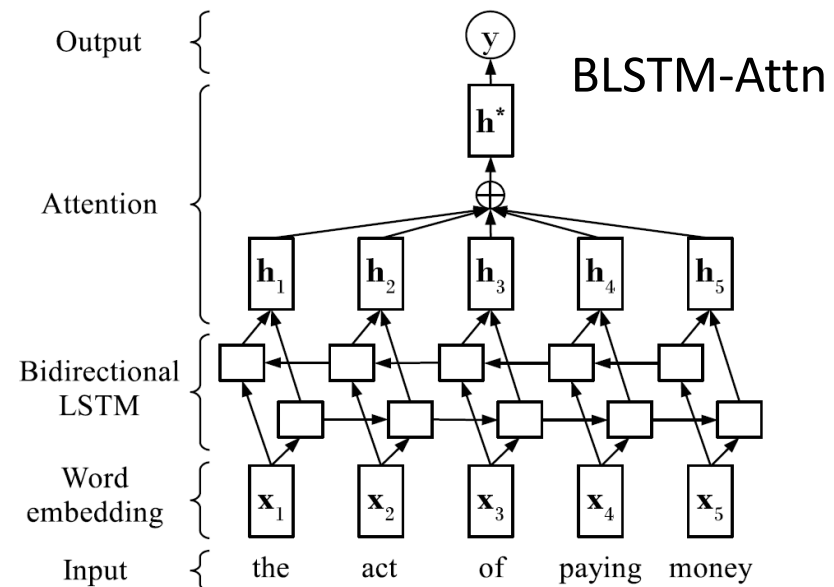 Output
y
BLSTM-Attn
h*
Attention
h1 h2 h3 h4 h5
Bidirectional
LSTM
Word
embedding
x1 x2 x3 x4 x5
Input the act of paying money